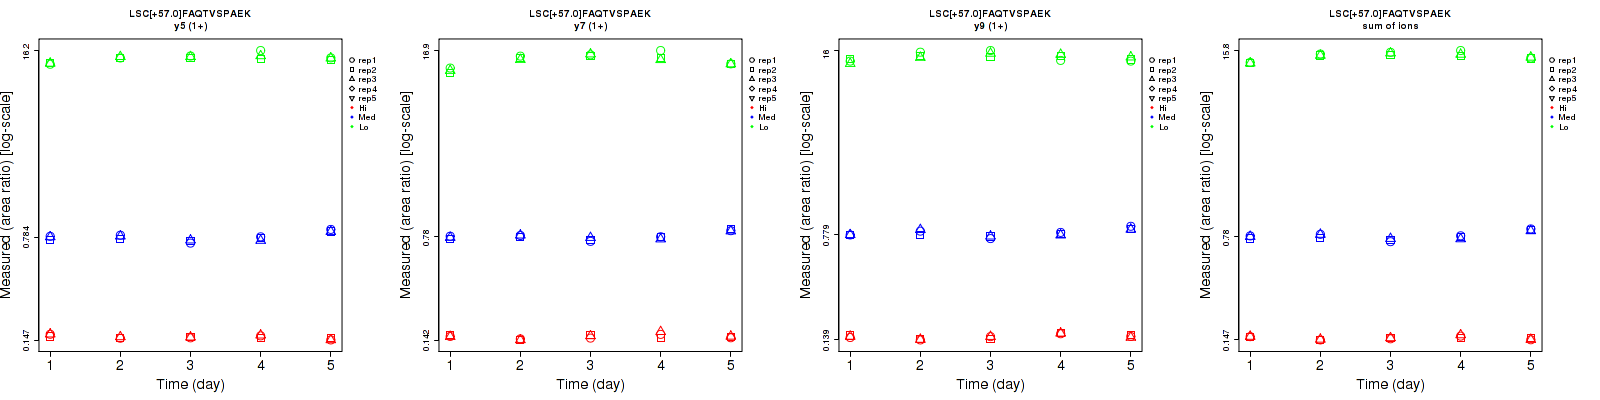 LSC[+57.0]FAQTVSPAEK
y5 (1+)
16.2
0.784
0.147
Measured (area ratio) [log-scale]
1 2 3 4 5
Time (day)
rep1
rep2
rep3
rep4
rep5
Hi
Med
Lo
LSC[+57.0]FAQTVSPAEK
y7 (1+)
16.9
0.78
0.142
Measured (area ratio) [log-scale]
1 2 3 4 5
Time (day)
rep1
rep2
rep3
rep4
rep5
Hi
Med
Lo
LSC[+57.0]FAQTVSPAEK
y9 (1+)
16
0.779
0.139
Measured (area ratio) [log-scale]
1 2 3 4 5
Time (day)
rep1
rep2
rep3
rep4
rep5
Hi
Med
Lo
LSC[+57.0]FAQTVSPAEK
sum of ions
15.8
0.78
0.147
Measured (area ratio) [log-scale]
1 2 3 4 5
Time (day)
rep1
rep2
rep3
rep4
rep5
Hi
Med
Lo